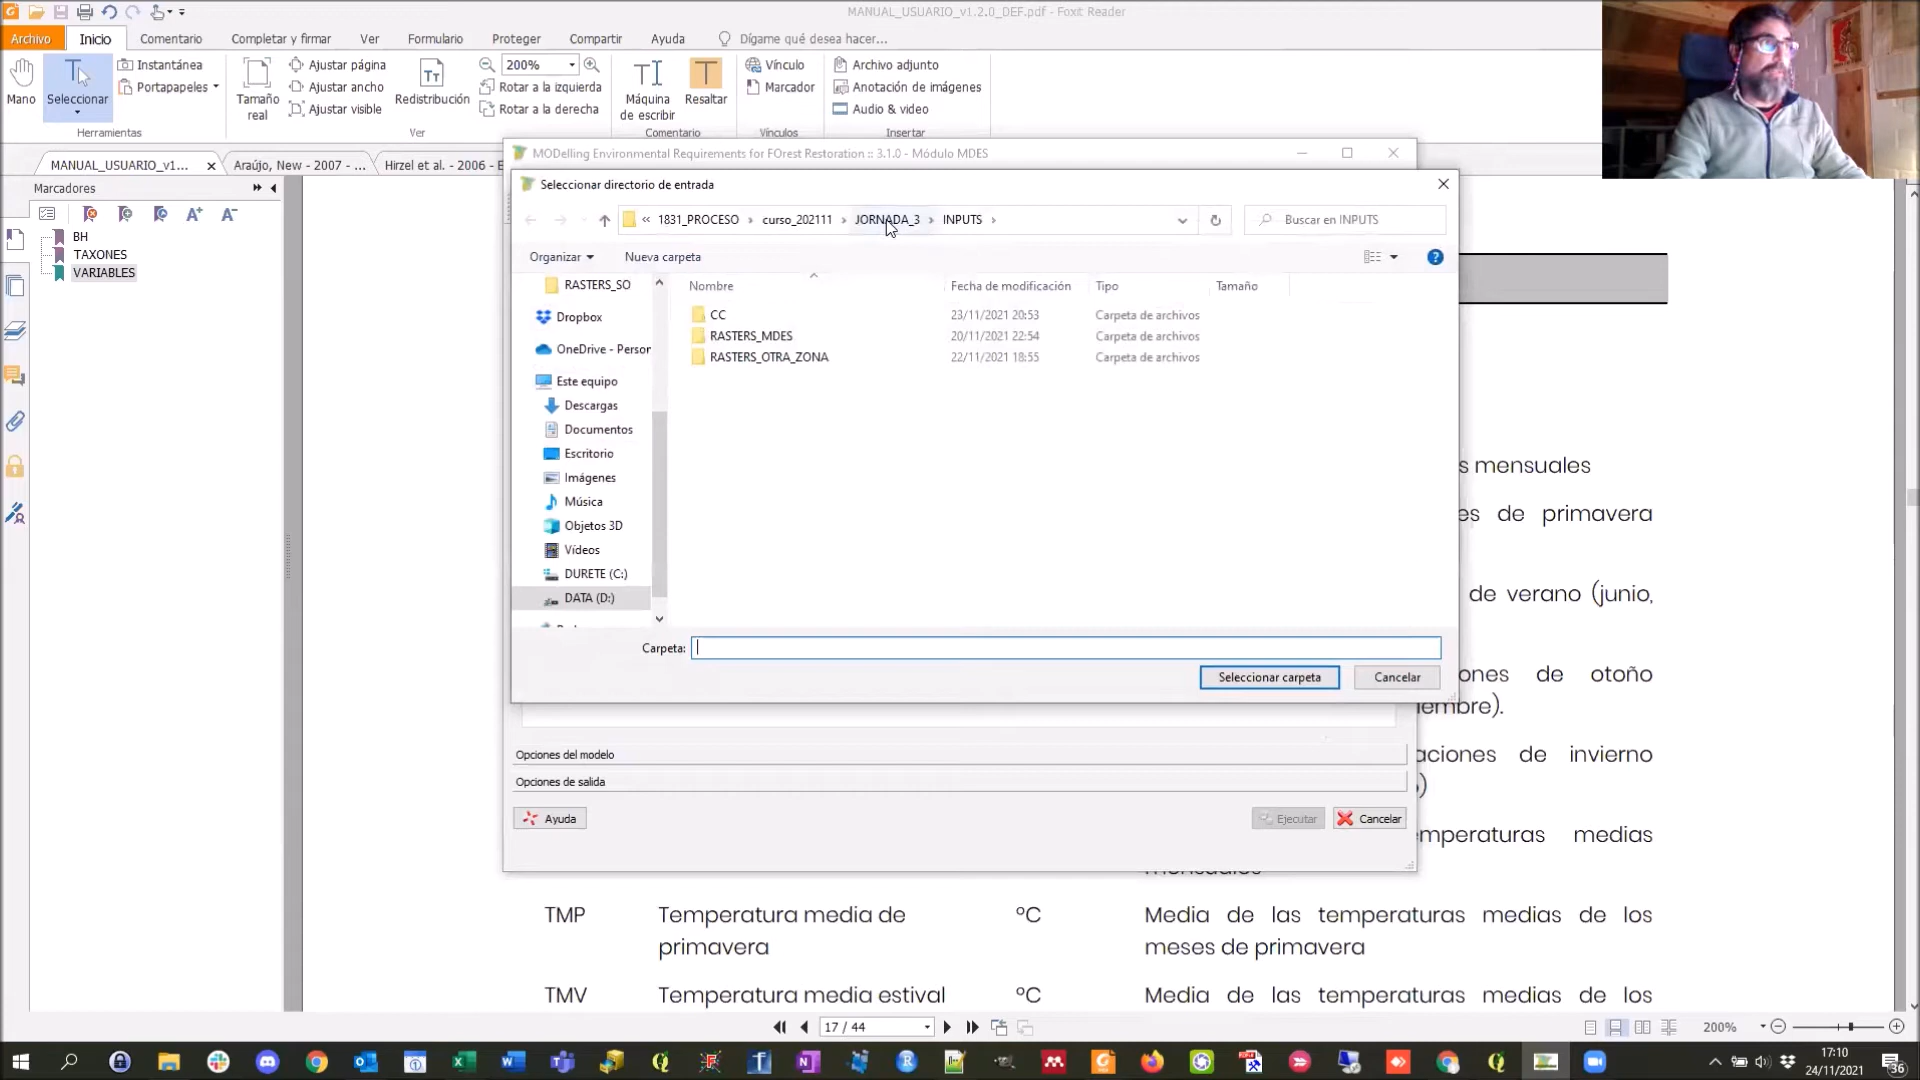 MANUAL_USUARIO_v1.2.0_DEF.pdf - Foxit Reader
Archivo Inicio Comentario Completar y firmar Ver Formulario Proteger Compartir Ayuda Dígame qué desea hacer...
Mano
Seleccionar
Instantánea
Portapapeles
Herramientas
Tamaño real
Ajustar página
Ajustar ancho
Ajustar visible
Redistribución
200%
Rotar a la izquierda
Rotar a la derecha
Ver
Máquina de escribir
Resaltar
Comentario
Vínculo
Marcador
Vínculos
Archivo adjunto
Anotación de imágenes
Audio & video
Insertar
MANUAL_USUARIO_v1... Araújo, New - 2007 - ... Hirzel et al. - 2006 - E
Marcadores
BH
TAXONES
VARIABLES
MODelling Environmental Requirements for FOrest Restoration :: 3.1.0 - Módulo MDES
Seleccionar directorio de entrada
« 1831_PROCESO › curso_202111 › JORNADA_3 › INPUTS ›
Buscar en INPUTS
Organizar Nueva carpeta
RASTERS_SO
Dropbox
OneDrive - Person
Este equipo
Descargas
Documentos
Escritorio
Imágenes
Música
Objetos 3D
Vídeos
DURETE (C:)
DATA (D:)
Nombre Fecha de modificación Tipo Tamaño
CC 23/11/2021 20:53 Carpeta de archivos
RASTERS_MDES 20/11/2021 22:54 Carpeta de archivos
RASTERS_OTRA_ZONA 22/11/2021 18:55 Carpeta de archivos
Carpeta:
Seleccionar carpeta Cancelar
Opciones del modelo
Opciones de salida
Ayuda Ejecutar Cancelar
s mensuales
es de primavera
de verano (junio,
ones de otoño
iembre).
aciones de invierno
emperaturas medias
mensuales
TMP Temperatura media de primavera ºC Media de las temperaturas medias de los meses de primavera
TMV Temperatura media estival ºC Media de las temperaturas medias de los
17 / 44
200%
17:10
24/11/2021
36